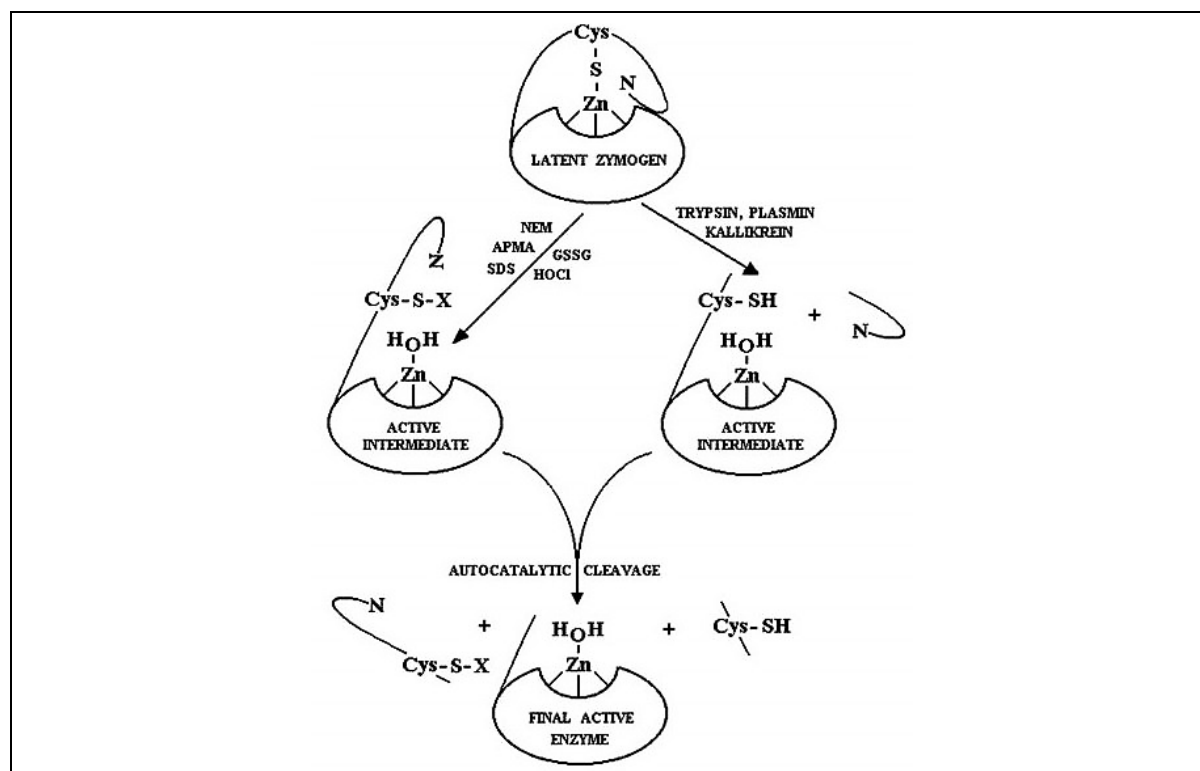 Cys
S
N
Zn
LATENT ZYMOGEN
TRYPSIN, PLASMIN
KALLIKREIN
NEM
APMA
GSSG
SDS
HOCl
N
Cys-S-X
HOH
Zn
ACTIVE
INTERMEDIATE
Cys-SH
+
N
HOH
Zn
ACTIVE
INTERMEDIATE
AUTOCATALYTIC CLEAVAGE
N
Cys-S-X
+
HOH
Zn
FINAL ACTIVE
ENZYME
+
Cys-SH